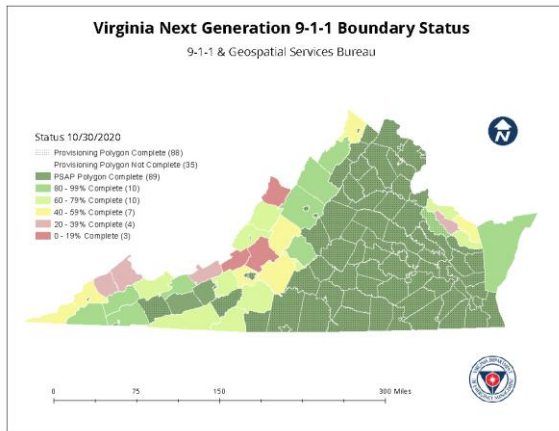 Virginia Next Generation 9-1-1 Boundary Status
9-1-1 & Geospatial Services Bureau
Status 10/30/2020
Provisioning Polygon Complete (88)
Provisioning Polygon Not Complete (35)
PSAP Polygon Complete (89)
80 - 99% Complete (10)
60 - 79% Complete (10)
40 - 59% Complete (7)
20 - 39% Complete (4)
0 - 19% Complete (3)
N
0 75 150 300 Miles